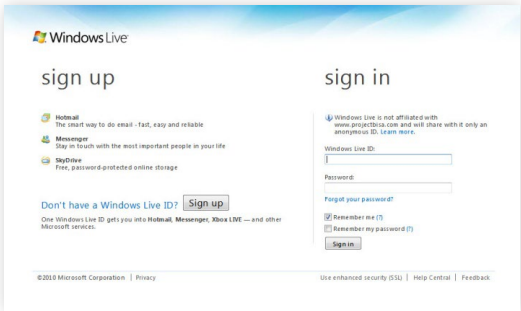 Windows Live
sign up
Hotmail
The smart way to do email - fast, easy and reliable
Messenger
Stay in touch with the most important people in your life
SkyDrive
Free, password-protected online storage
Don't have a Windows Live ID? Sign up
One Windows Live ID gets you into Hotmail, Messenger, Xbox LIVE — and other
Microsoft services.
sign in
Windows Live is not affiliated with
www.projectbisa.com and will share with it only an
anonymous ID. Learn more.
Windows Live ID:
Password:
Forgot your password?
Remember me (?)
Remember my password (?)
Sign in
©2010 Microsoft Corporation | Privacy
Use enhanced security (SSL) | Help Central | Feedback